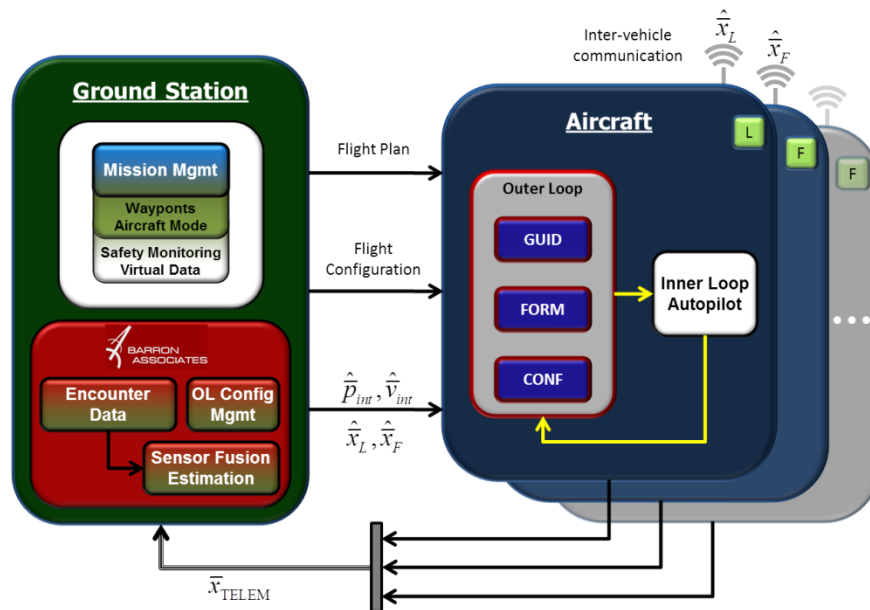 Inter-vehicle
communication
x̄̂_L
x̄̂_F
Ground Station
Mission Mgmt
Wayponts
Aircraft Mode
Safety Monitoring
Virtual Data
BARRON
ASSOCIATES
Encounter
Data
OL Config
Mgmt
Sensor Fusion
Estimation
Flight Plan
Flight
Configuration
p̄̂_int, v̄̂_int
x̄̂_L, x̄̂_F
Aircraft
L
F
F
Outer Loop
GUID
FORM
CONF
Inner Loop
Autopilot
...
x̄_TELEM